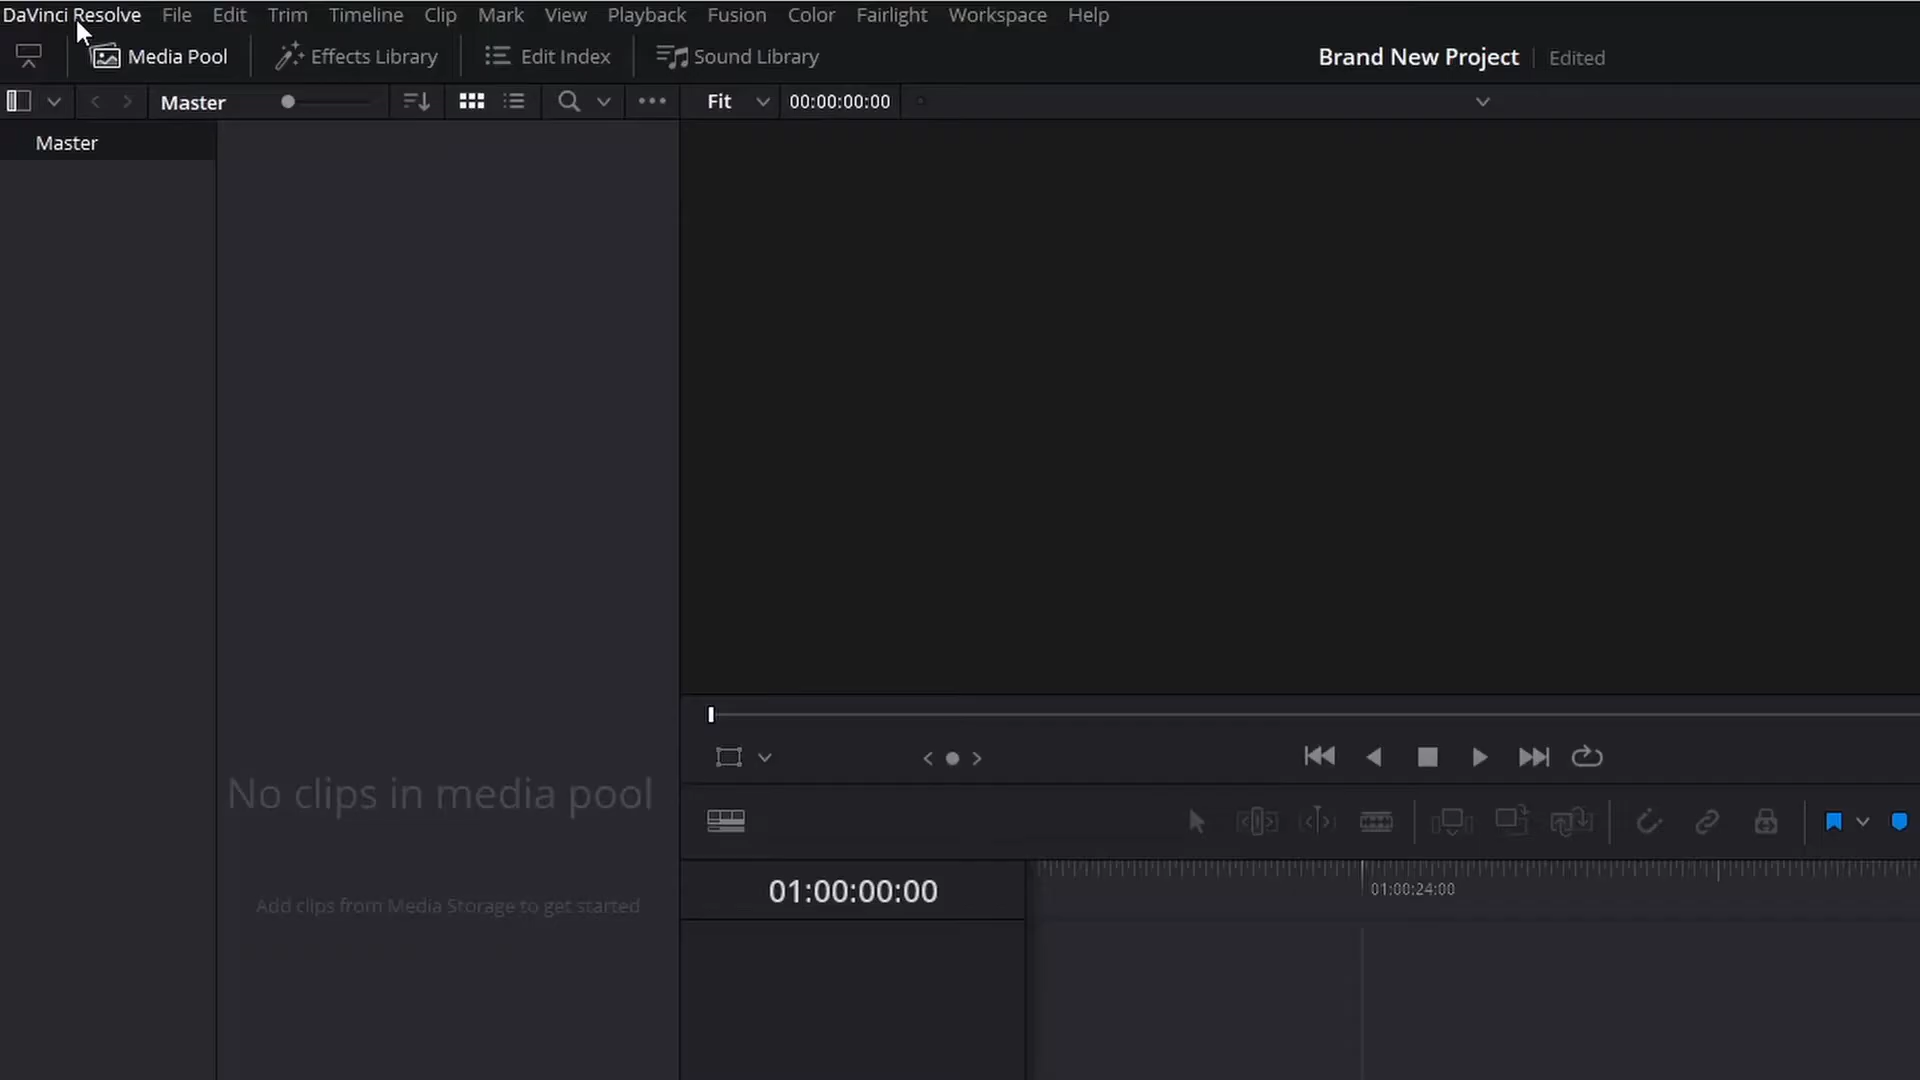 DaVinci Resolve File Edit Trim Timeline Clip Mark View Playback Fusion Color Fairlight Workspace Help
Media Pool Effects Library Edit Index Sound Library Brand New Project Edited
Master Fit 00:00:00:00
Master
No clips in media pool
Add clips from Media Storage to get started
01:00:00:00
01:00:24:00